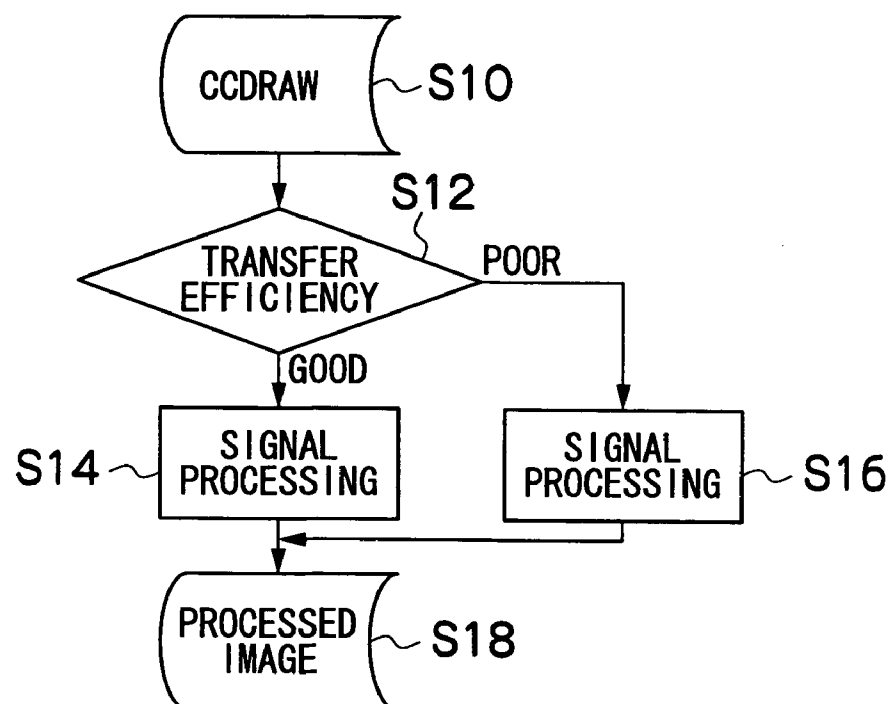 CCDRAW
S10
S12
TRANSFER
EFFICIENCY
POOR
GOOD
SIGNAL
PROCESSING
S14
SIGNAL
PROCESSING
S16
PROCESSED
IMAGE
S18